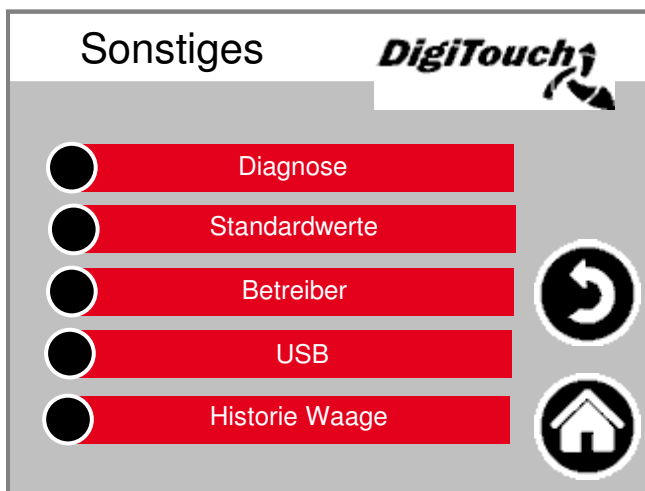 Sonstiges
DigiTouch
Diagnose
Standardwerte
Betreiber
USB
Historie Waage